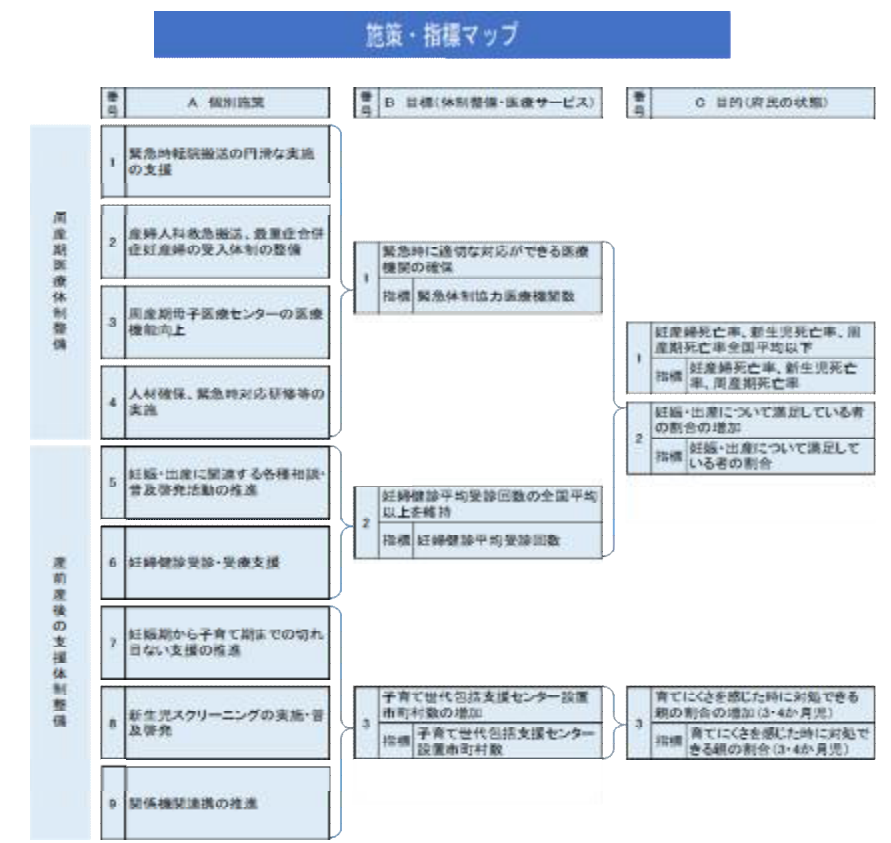 施策・指標マップ
番号 A 個別施策
番号 B 目標(体制整備・医療サービス)
番号 C 目的(府民の状態)
周産期医療体制整備
1 緊急時転院搬送の円滑な実施
の支援
2 産婦人科救急搬送、最重症合併
症妊産婦の受入体制の整備
3 周産期母子医療センターの医療
機能向上
4 人材確保、緊急時対応研修等の
実施
産前産後の支援体制整備
5 妊娠・出産に関連する各種相談・
普及啓発活動の推進
6 妊婦健診受診・受療支援
7 妊娠期から子育て期までの切れ
目ない支援の推進
8 新生児スクリーニングの実施・普
及啓発
9 関係機関連携の推進
1 緊急時に適切な対応ができる医療
機関の確保
指標 緊急体制協力医療機関数
2 妊婦健診平均受診回数の全国平均
以上を維持
指標 妊婦健診平均受診回数
3 子育て世代包括支援センター設置
市町村数の増加
指標 子育て世代包括支援センター
設置市町村数
1 妊産婦死亡率、新生児死亡率、周
産期死亡率全国平均以下
指標 妊産婦死亡率、新生児死亡
率、周産期死亡率
2 妊娠・出産について満足している者
の割合の増加
指標 妊娠・出産について満足して
いる者の割合
3 育てにくさを感じた時に対処できる
親の割合の増加(3・4か月児)
指標 育てにくさを感じた時に対処で
きる親の割合(3・4か月児)